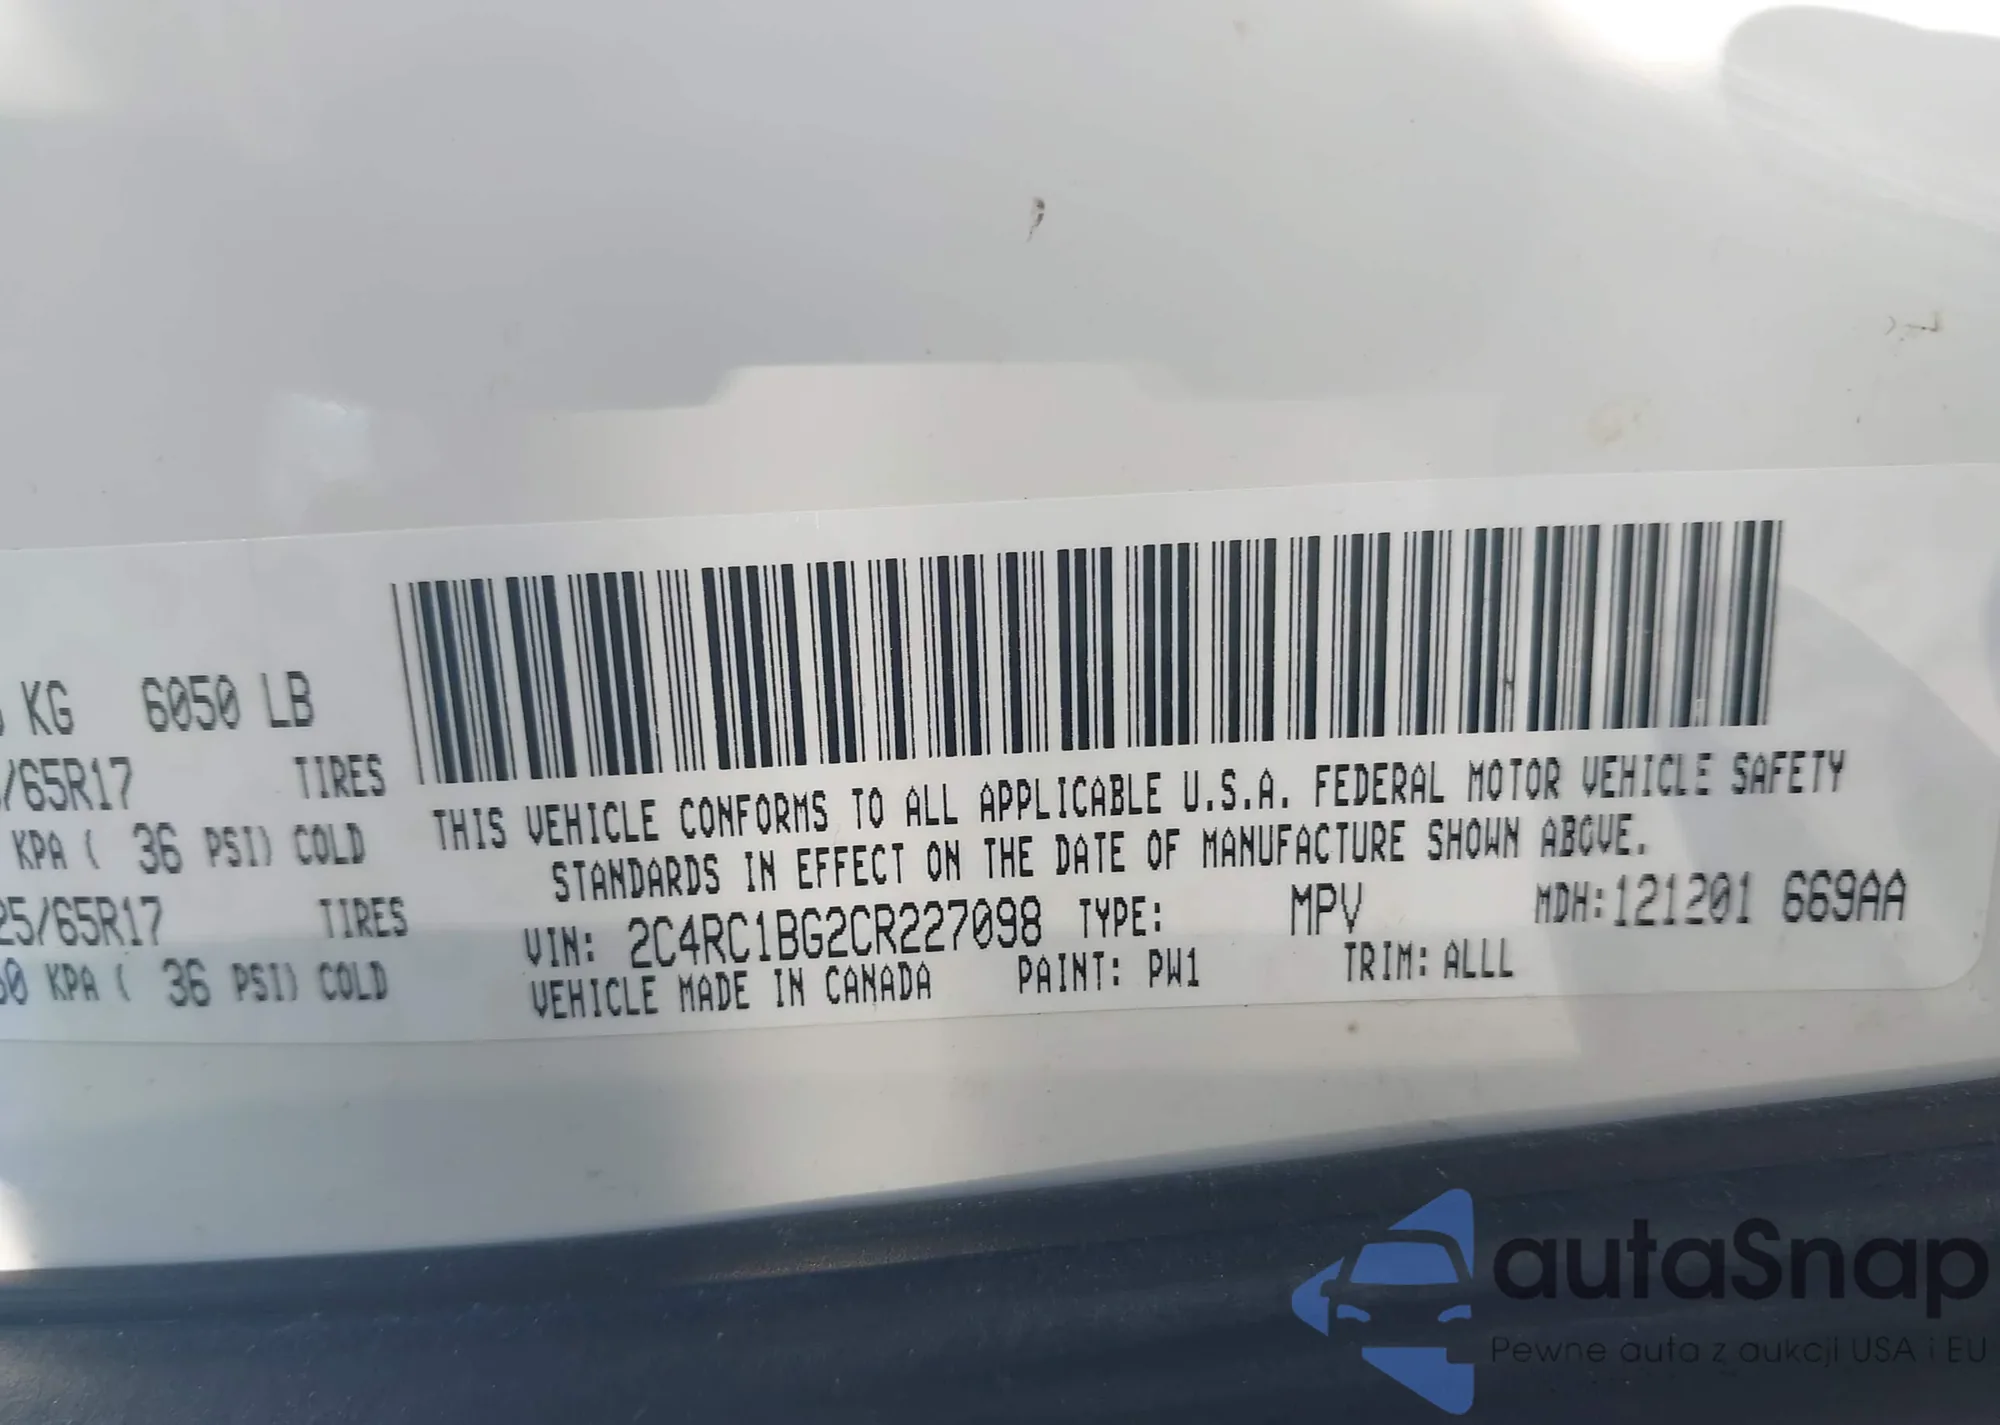 KG 6050 LB
/65R17 TIRES
KPA ( 36 PSI) COLD
25/65R17 TIRES
KPA ( 36 PSI) COLD
THIS VEHICLE CONFORMS TO ALL APPLICABLE U.S.A. FEDERAL MOTOR VEHICLE SAFETY
STANDARDS IN EFFECT ON THE DATE OF MANUFACTURE SHOWN ABOVE.
VIN: 2C4RC1BG2CR227098 TYPE: MPV MDH:121201 669AA
VEHICLE MADE IN CANADA PAINT: PW1 TRIM: ALLL
autaSnap
Pewne auta z aukcji USA i EU